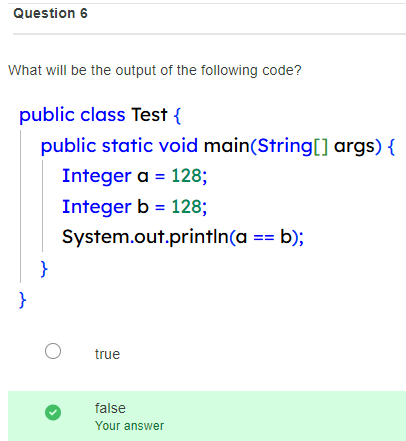 Question 6
What will be the output of the following code?
public class Test {
public static void main(String[] args) {
Integer a = 128;
Integer b = 128;
System.out.println(a == b);
}
}
true
false
Your answer